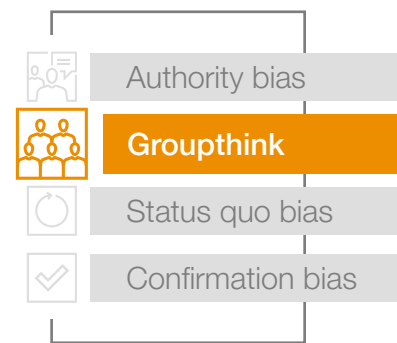 Authority bias
Groupthink
Status quo bias
Confirmation bias